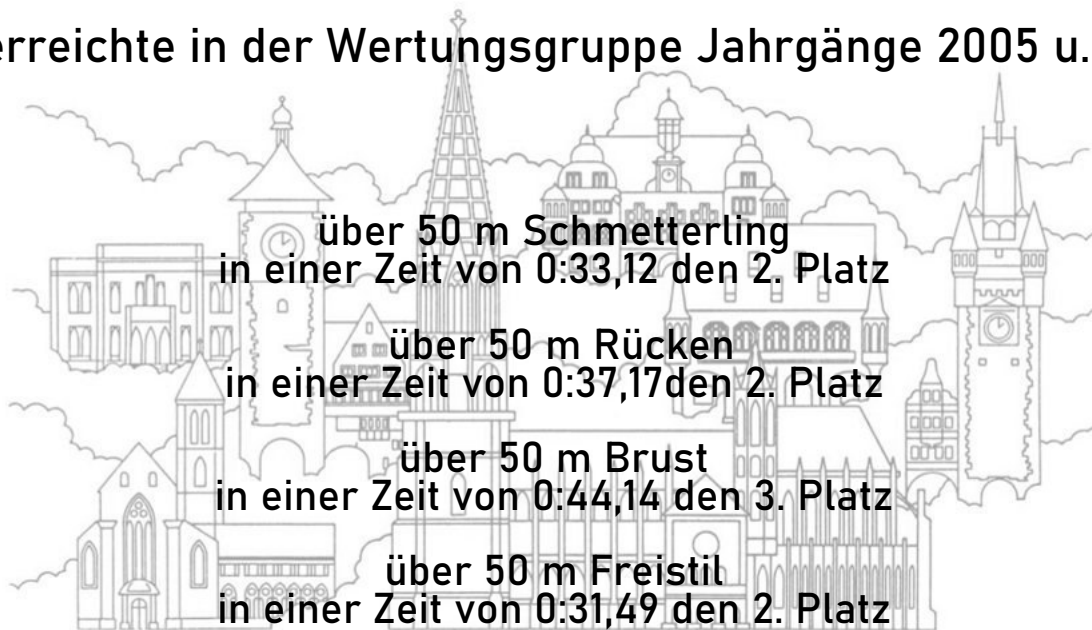 erreichte in der Wertungsgruppe Jahrgänge 2005 u.
über 50 m Schmetterling
in einer Zeit von 0:33,12 den 2. Platz
über 50 m Rücken
in einer Zeit von 0:37,17den 2. Platz
über 50 m Brust
in einer Zeit von 0:44,14 den 3. Platz
über 50 m Freistil
in einer Zeit von 0:31,49 den 2. Platz